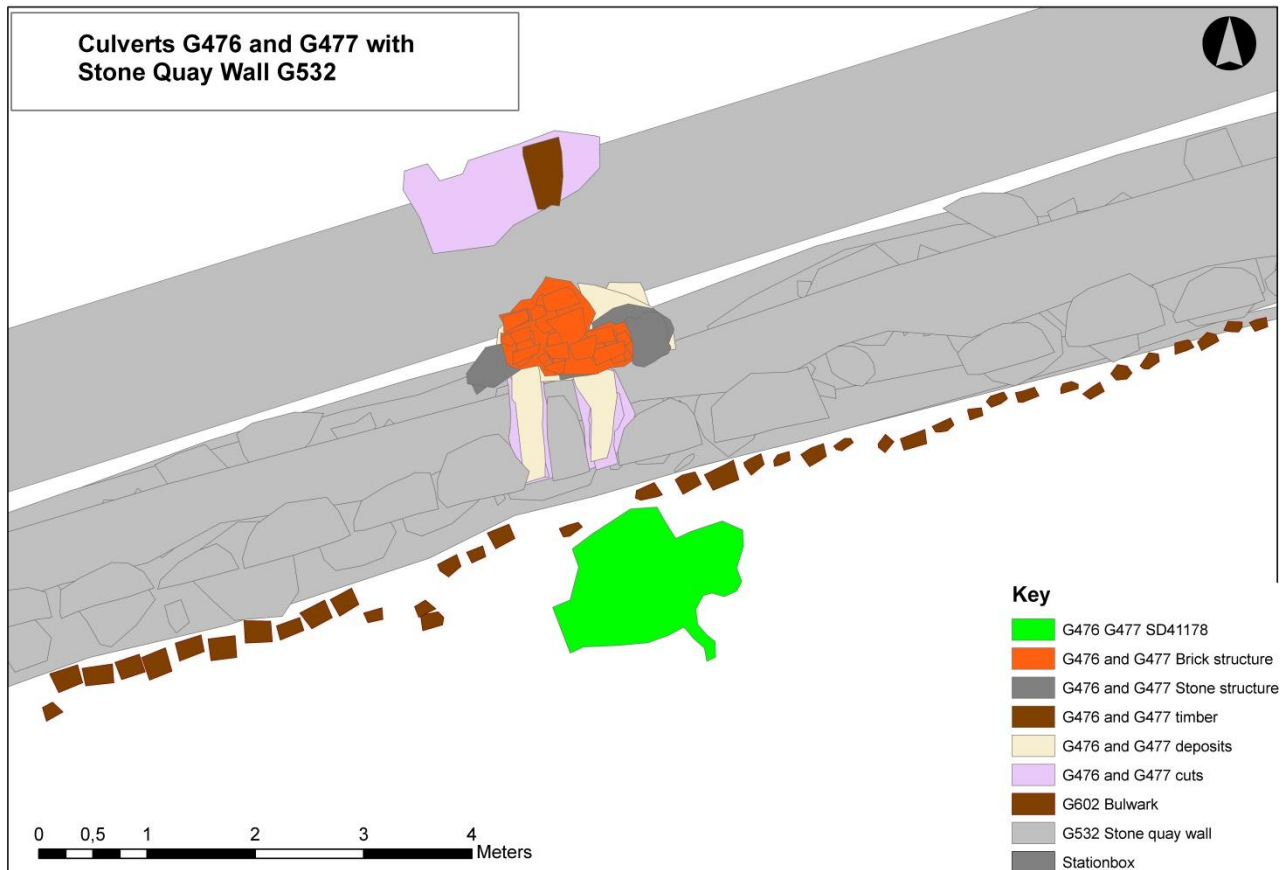 Culverts G476 and G477 with
Stone Quay Wall G532
Key
G476 G477 SD41178
G476 and G477 Brick structure
G476 and G477 Stone structure
G476 and G477 timber
G476 and G477 deposits
G476 and G477 cuts
G602 Bulwark
G532 Stone quay wall
Stationbox
0 0,5 1 2 3 4
Meters